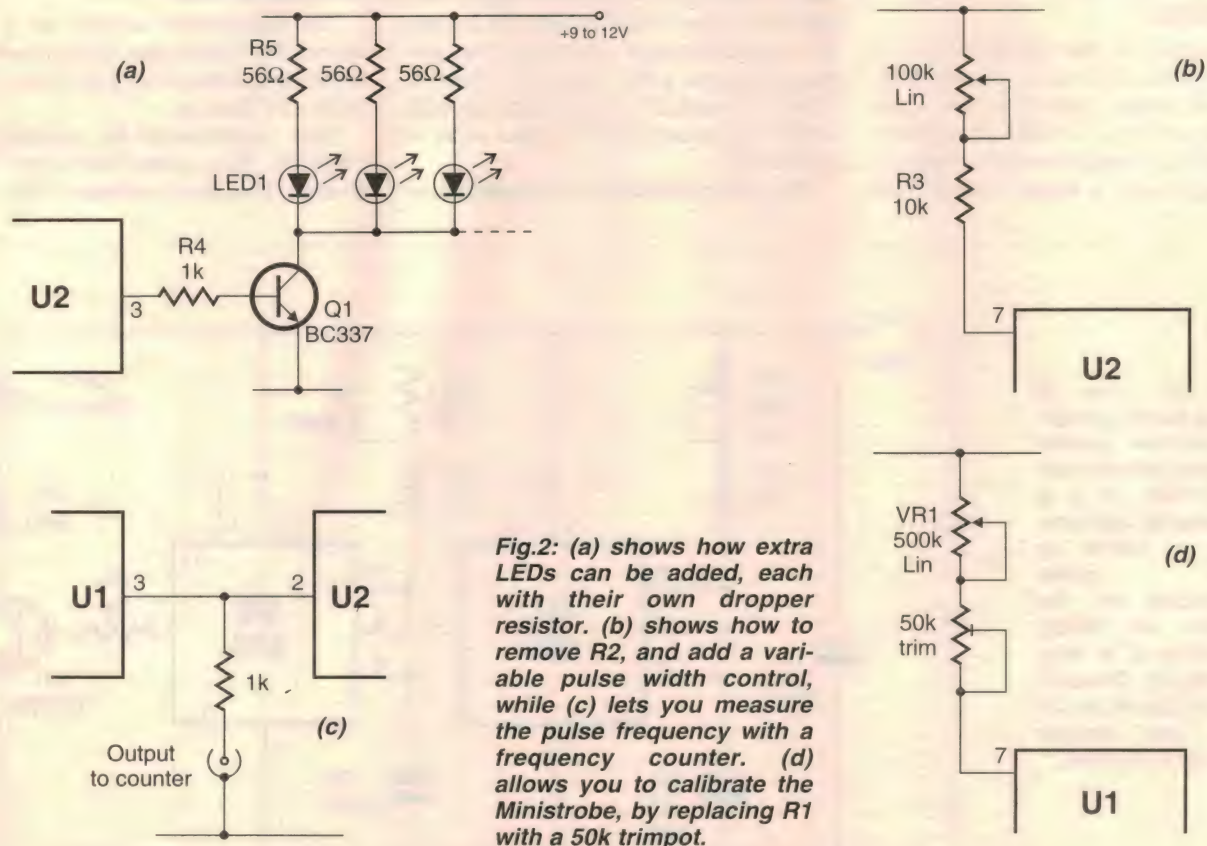 (a)
+9 to 12V
R5
56Ω
56Ω
56Ω
LED1
R4
1k
U2
3
Q1
BC337
(b)
100k
Lin
R3
10k
7
U2
U1
3
2
U2
1k
(c)
Output
to counter
Fig.2: (a) shows how extra
LEDs can be added, each
with their own dropper
resistor. (b) shows how to
remove R2, and add a vari-
able pulse width control,
while (c) lets you measure
the pulse frequency with a
frequency counter. (d)
allows you to calibrate the
Ministrobe, by replacing R1
with a 50k trimpot.
VR1
500k
Lin
(d)
50k
trim
7
U1